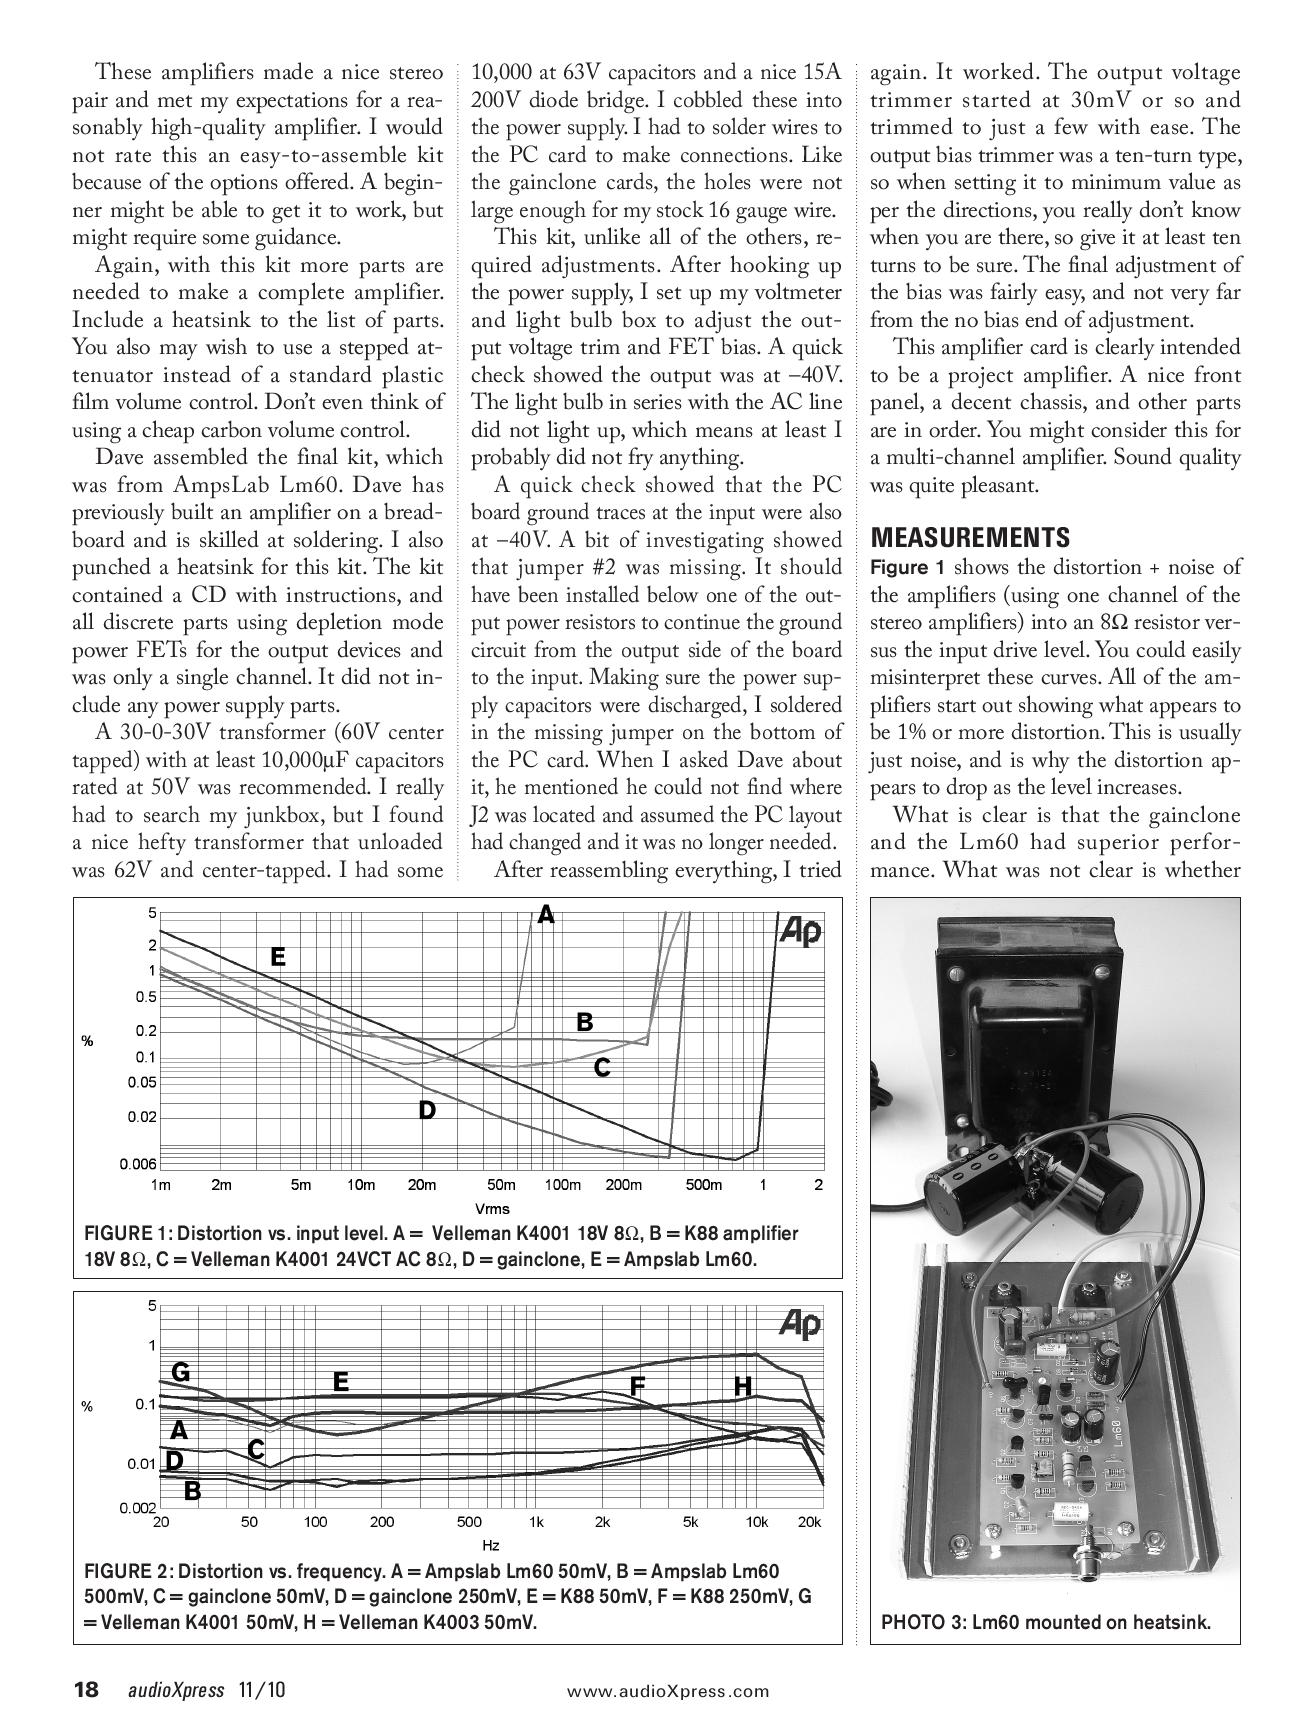 These amplifiers made a nice stereo
pair and met my expectations for a rea-
sonably high-quality amplifier. I would
not rate this an easy-to-assemble kit
because of the options offered. A begin-
ner might be able to get it to work, but
might require some guidance.
Again, with this kit more parts are
needed to make a complete amplifier.
Include a heatsink to the list of parts.
You also may wish to use a stepped at-
tenuator instead of a standard plastic
film volume control. Don't even think of
using a cheap carbon volume control.
Dave assembled the final kit, which
was from AmpsLab Lm60. Dave has
previously built an amplifier on a bread-
board and is skilled at soldering. I also
punched a heatsink for this kit. The kit
contained a CD with instructions, and
all discrete parts using depletion mode
power FETs for the output devices and
was only a single channel. It did not in-
clude any power supply parts.
A 30-0-30V transformer (60V center
tapped) with at least 10,000µF capacitors
rated at 50V was recommended. I really
had to search my junkbox, but I found
a nice hefty transformer that unloaded
was 62V and center-tapped. I had some
10,000 at 63V capacitors and a nice 15A
200V diode bridge. I cobbled these into
the power supply. I had to solder wires to
the PC card to make connections. Like
the gainclone cards, the holes were not
large enough for my stock 16 gauge wire.
This kit, unlike all of the others, re-
quired adjustments. After hooking up
the power supply, I set up my voltmeter
and light bulb box to adjust the out-
put voltage trim and FET bias. A quick
check showed the output was at –40V.
The light bulb in series with the AC line
did not light up, which means at least I
probably did not fry anything.
A quick check showed that the PC
board ground traces at the input were also
at –40V. A bit of investigating showed
that jumper #2 was missing. It should
have been installed below one of the out-
put power resistors to continue the ground
circuit from the output side of the board
to the input. Making sure the power sup-
ply capacitors were discharged, I soldered
in the missing jumper on the bottom of
the PC card. When I asked Dave about
it, he mentioned he could not find where
J2 was located and assumed the PC layout
had changed and it was no longer needed.
After reassembling everything, I tried
again. It worked. The output voltage
trimmer started at 30mV or so and
trimmed to just a few with ease. The
output bias trimmer was a ten-turn type,
so when setting it to minimum value as
per the directions, you really don't know
when you are there, so give it at least ten
turns to be sure. The final adjustment of
the bias was fairly easy, and not very far
from the no bias end of adjustment.
This amplifier card is clearly intended
to be a project amplifier. A nice front
panel, a decent chassis, and other parts
are in order. You might consider this for
a multi-channel amplifier. Sound quality
was quite pleasant.
MEASUREMENTS
Figure 1 shows the distortion + noise of
the amplifiers (using one channel of the
stereo amplifiers) into an 8Ω resistor ver-
sus the input drive level. You could easily
misinterpret these curves. All of the am-
plifiers start out showing what appears to
be 1% or more distortion. This is usually
just noise, and is why the distortion ap-
pears to drop as the level increases.
What is clear is that the gainclone
and the Lm60 had superior perfor-
mance. What was not clear is whether
5
2
1
0.5
0.2
0.1
0.05
0.02
0.006
%
A
B
C
D
E
Ap
1m 2m 5m 10m 20m 50m 100m 200m 500m 1 2
Vrms
FIGURE 1: Distortion vs. input level. A = Velleman K4001 18V 8Ω, B = K88 amplifier
18V 8Ω, C = Velleman K4001 24VCT AC 8Ω, D = gainclone, E = Ampslab Lm60.
5
1
0.1
0.01
0.002
%
G
E
F
H
A
C
D
B
Ap
20 50 100 200 500 1k 2k 5k 10k 20k
Hz
FIGURE 2: Distortion vs. frequency. A = Ampslab Lm60 50mV, B = Ampslab Lm60
500mV, C = gainclone 50mV, D = gainclone 250mV, E = K88 50mV, F = K88 250mV, G
= Velleman K4001 50mV, H = Velleman K4003 50mV.
Lm60
PHOTO 3: Lm60 mounted on heatsink.
18 audioXpress 11/10
www.audioXpress.com